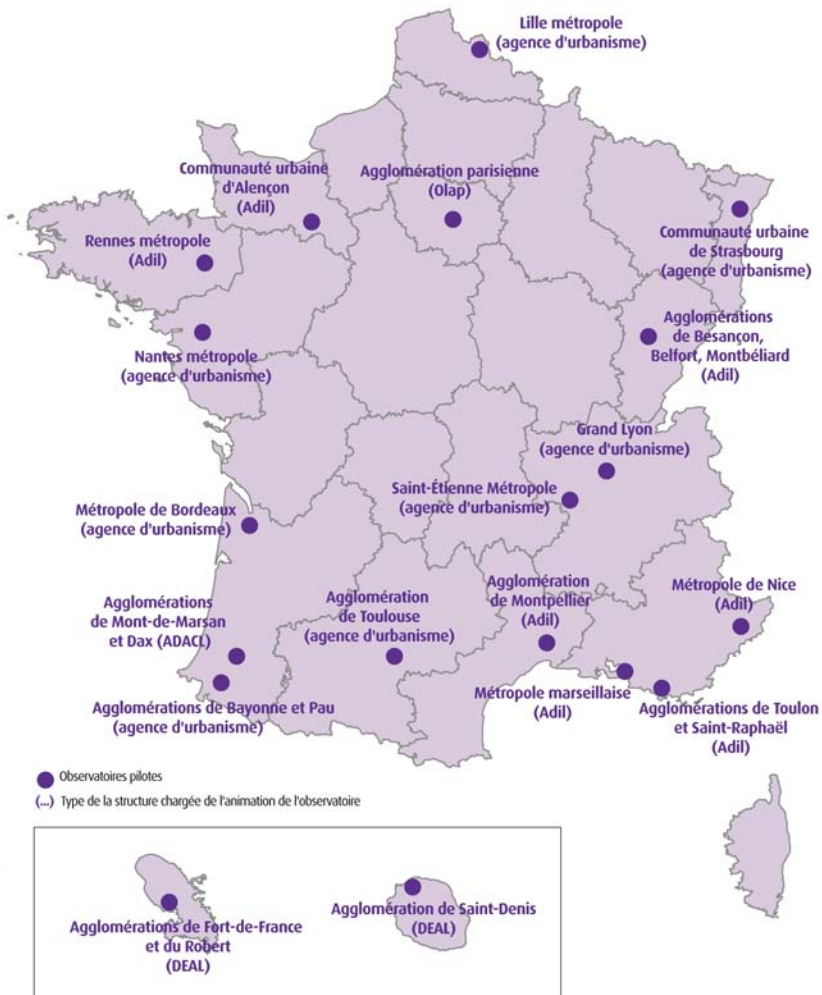 Lille métropole
(agence d'urbanisme)
Communauté urbaine
d'Alençon
(Adil)
Agglomération parisienne
(Olap)
Rennes métropole
(Adil)
Communauté urbaine
de Strasbourg
(agence d'urbanisme)
Nantes métropole
(agence d'urbanisme)
Agglomérations
de Besançon,
Belfort, Montbéliard
(Adil)
Grand Lyon
(agence d'urbanisme)
Saint-Étienne Métropole
(agence d'urbanisme)
Métropole de Bordeaux
(agence d'urbanisme)
Agglomérations
de Mont-de-Marsan
et Dax (ADACL)
Agglomération
de Toulouse
(agence d'urbanisme)
Agglomération
de Montpellier
(Adil)
Métropole de Nice
(Adil)
Agglomérations de Bayonne et Pau
(agence d'urbanisme)
Métropole marseillaise
(Adil)
Agglomérations de Toulon
et Saint-Raphaël
(Adil)
Observatoires pilotes
(...) Type de la structure chargée de l'animation de l'observatoire
Agglomérations de Fort-de-France
et du Robert
(DEAL)
Agglomération de Saint-Denis
(DEAL)